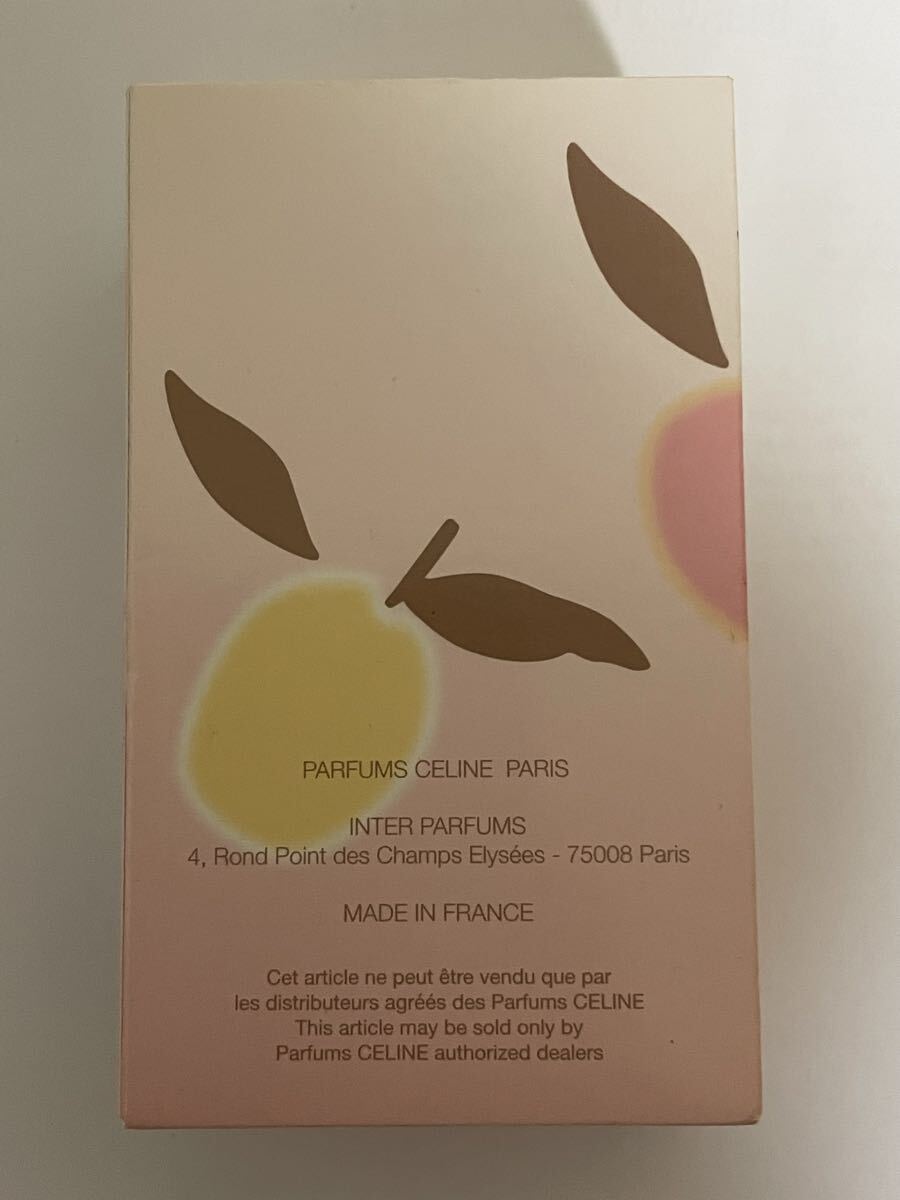 PARFUMS CELINE PARIS
INTER PARFUMS
4, Rond Point des Champs Elysées - 75008 Paris
MADE IN FRANCE
Cet article ne peut être vendu que par
les distributeurs agréés des Parfums CELINE
This article may be sold only by
Parfums CELINE authorized dealers